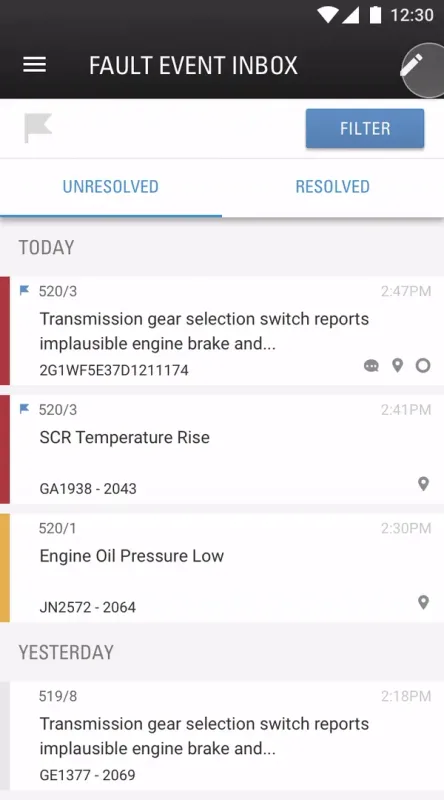 12:30
FAULT EVENT INBOX
FILTER
UNRESOLVED RESOLVED
TODAY
520/3 2:47PM
Transmission gear selection switch reports
implausible engine brake and...
2G1WF5E37D1211174
520/3 2:41PM
SCR Temperature Rise
GA1938 - 2043
520/1 2:30PM
Engine Oil Pressure Low
JN2572 - 2064
YESTERDAY
519/8 2:18PM
Transmission gear selection switch reports
implausible engine brake and...
GE1377 - 2069